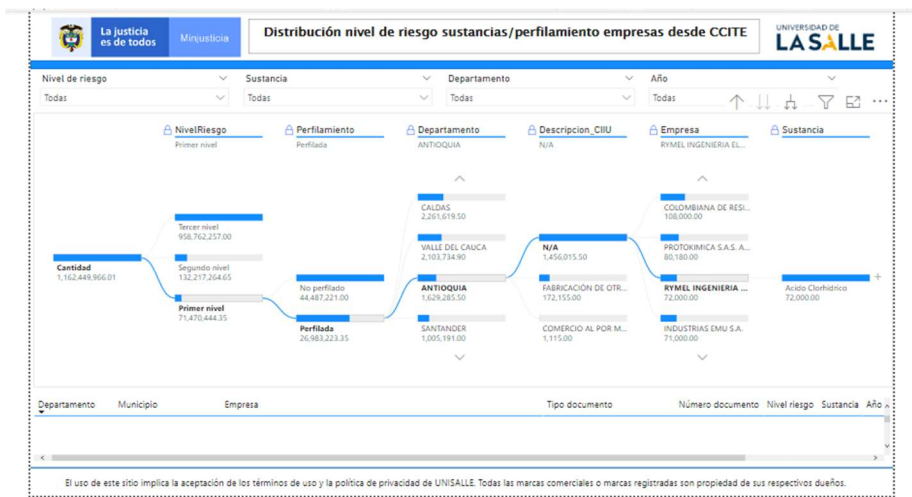 La justicia
es de todos
Minjusticia
Distribución nivel de riesgo sustancias/perfilamiento empresas desde CCITE
UNIVERSIDAD DE
LA SALLE
Nivel de riesgo
Sustancia
Departamento
Año
Todas
Todas
Todas
Todas
NivelRiesgo
Perfilamiento
Departamento
Descripcion_CIIU
Empresa
Sustancia
Primer nivel
Perfilada
ANTIOQUIA
N/A
RYMEL INGENIERIA EL...
Cantidad
1,162,449,966.01
Tercer nivel
958,762,257.00
Segundo nivel
132,217,264.65
Primer nivel
71,470,444.35
No perfilado
44,487,221.00
Perfilada
26,983,223.35
CALDAS
2,261,619.50
VALLE DEL CAUCA
2,103,734.90
ANTIOQUIA
1,629,285.50
SANTANDER
1,005,191.00
N/A
1,456,015.50
FABRICACIÓN DE OTR...
172,155.00
COMERCIO AL POR M...
1,115.00
COLOMBIANA DE RESI...
108,000.00
PROTOKIMICA S.A.S. A...
80,180.00
RYMEL INGENIERIA ...
72,000.00
INDUSTRIAS EMU S.A.
71,000.00
Acido Clorhidrico
72,000.00
Departamento Municipio Empresa Tipo documento Número documento Nivel riesgo Sustancia Año
El uso de este sitio implica la aceptación de los términos de uso y la política de privacidad de UNISALLE. Todas las marcas comerciales o marcas registradas son propiedad de sus respectivos dueños.